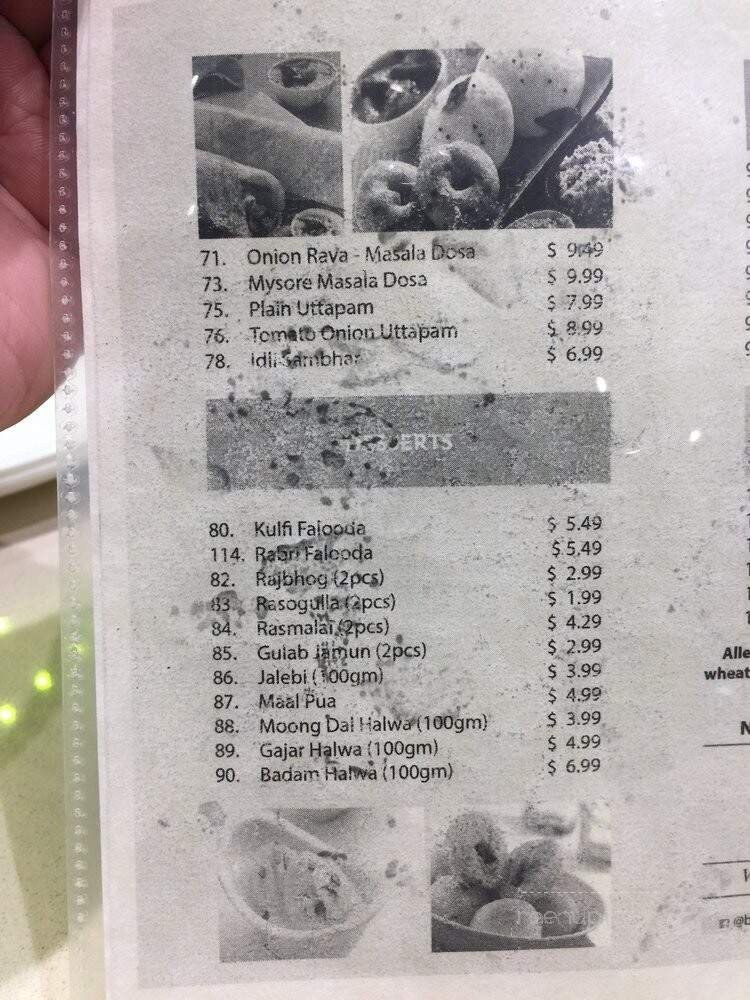 71. Onion Rava - Masala Dosa $ 9.49
73. Mysore Masala Dosa $ 9.99
75. Plain Uttapam $ 7.99
76. Tomato Onion Uttapam $ 8.99
78. Idli Sambhar $ 6.99
DESSERTS
80. Kulfi Falooda $ 5.49
114. Rabri Falooda $ 5.49
82. Rajbhog (2pcs) $ 2.99
83. Rasogulla (2pcs) $ 1.99
84. Rasmalai (2pcs) $ 4.29
85. Gulab Jamun (2pcs) $ 2.99
86. Jalebi (100gm) $ 3.99
87. Maal Pua $ 4.99
88. Moong Dal Halwa (100gm) $ 3.99
89. Gajar Halwa (100gm) $ 4.99
90. Badam Halwa (100gm) $ 6.99
Alle
wheat
N
@b